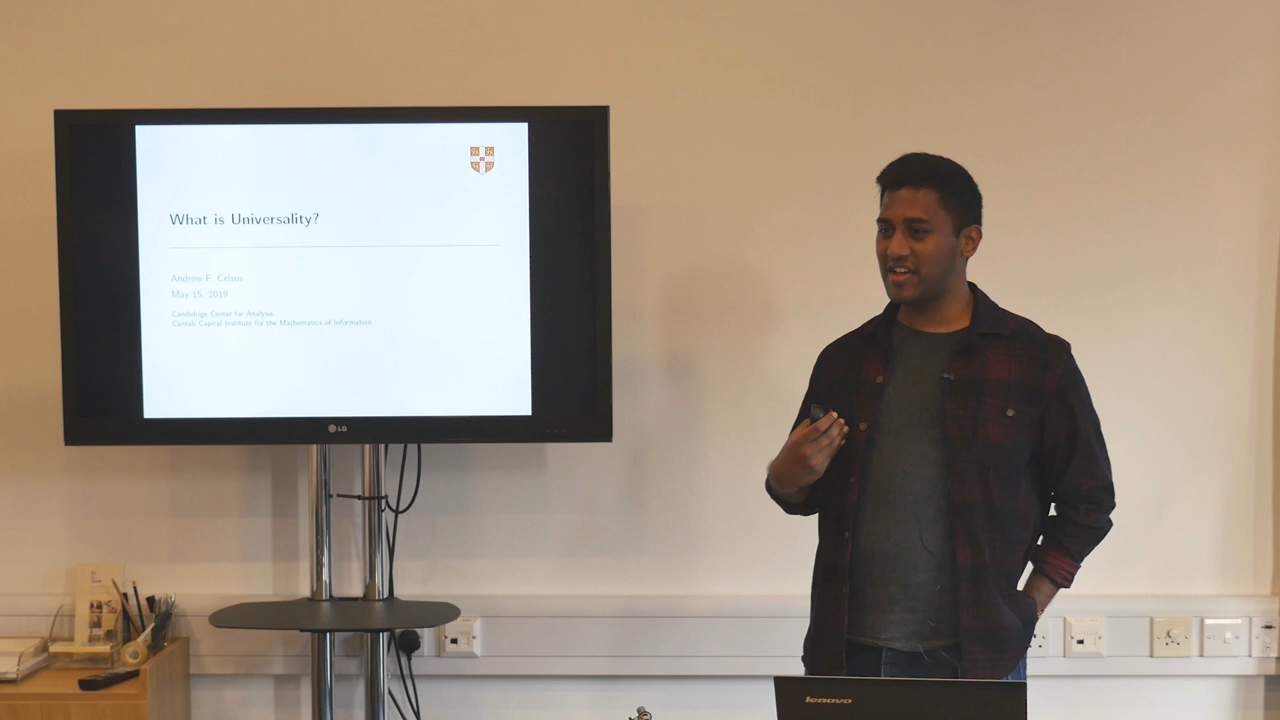 What is Universality?
Andrew F. Celsus
May 15, 2019
Cambridge Center for Analysis
Cantab Capital Institute for the Mathematics of Information
LG
lenovo